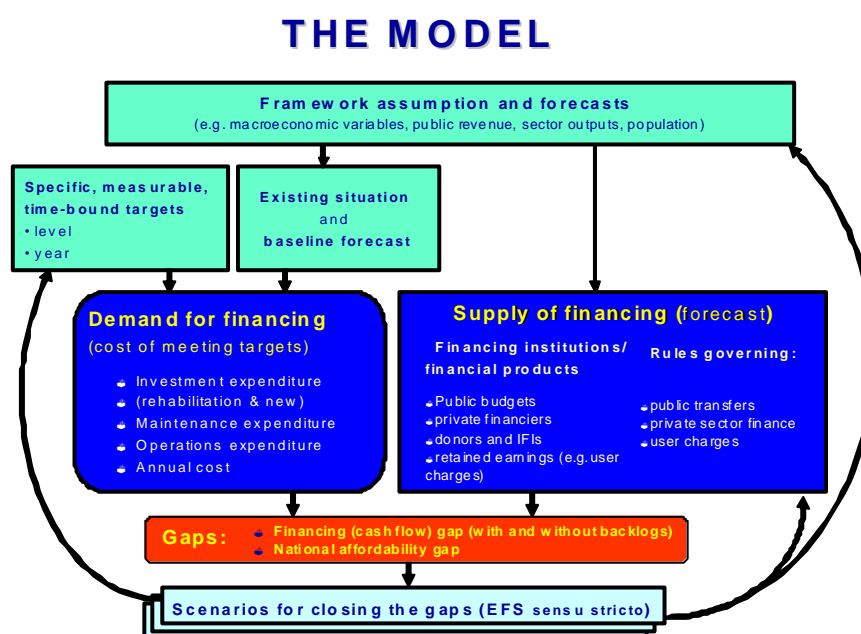 THE MODEL
Framework assumption and forecasts
(e.g. macroeconomic variables, public revenue, sector outputs, population)
Specific, measurable,
time-bound targets
• level
• year
Existing situation
and
baseline forecast
Demand for financing
(cost of meeting targets)
Investment expenditure
(rehabilitation & new)
Maintenance expenditure
Operations expenditure
Annual cost
Supply of financing (forecast)
Financing institutions/
financial products
Public budgets
private financiers
donors and IFIs
retained earnings (e.g. user
charges)
Rules governing:
public transfers
private sector finance
user charges
Gaps:
Financing (cash flow) gap (with and without backlogs)
National affordability gap
Scenarios for closing the gaps (EFS sensu stricto)